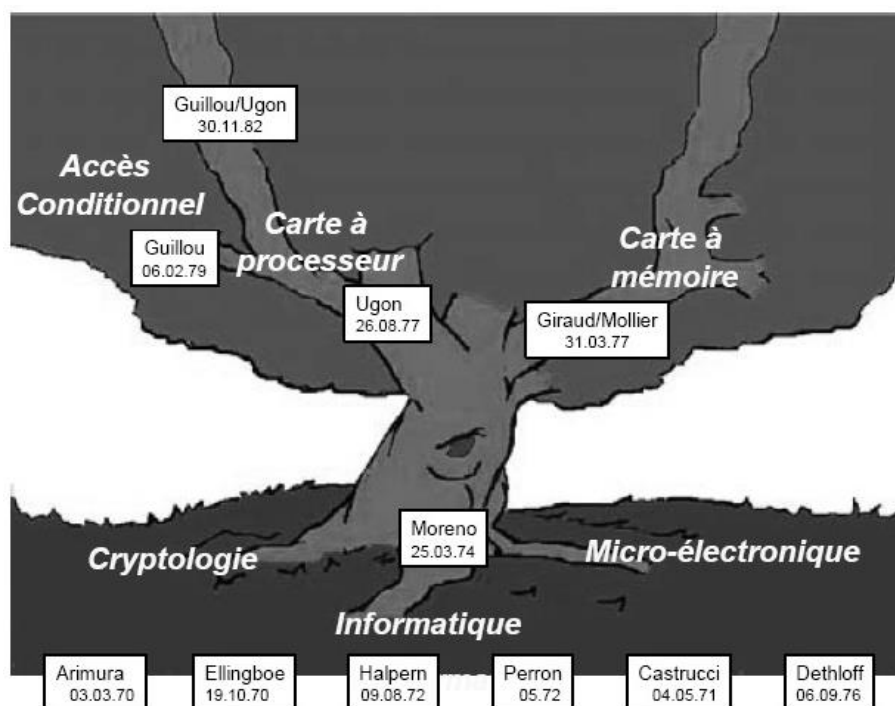 Guillou/Ugon
30.11.82
Accès
Conditionnel
Carte à
processeur
Carte à
mémoire
Guillou
06.02.79
Ugon
26.08.77
Giraud/Mollier
31.03.77
Moreno
25.03.74
Cryptologie
Micro-électronique
Informatique
Arimura
03.03.70
Ellingboe
19.10.70
Halpern
09.08.72
Perron
05.72
Castrucci
04.05.71
Dethloff
06.09.76